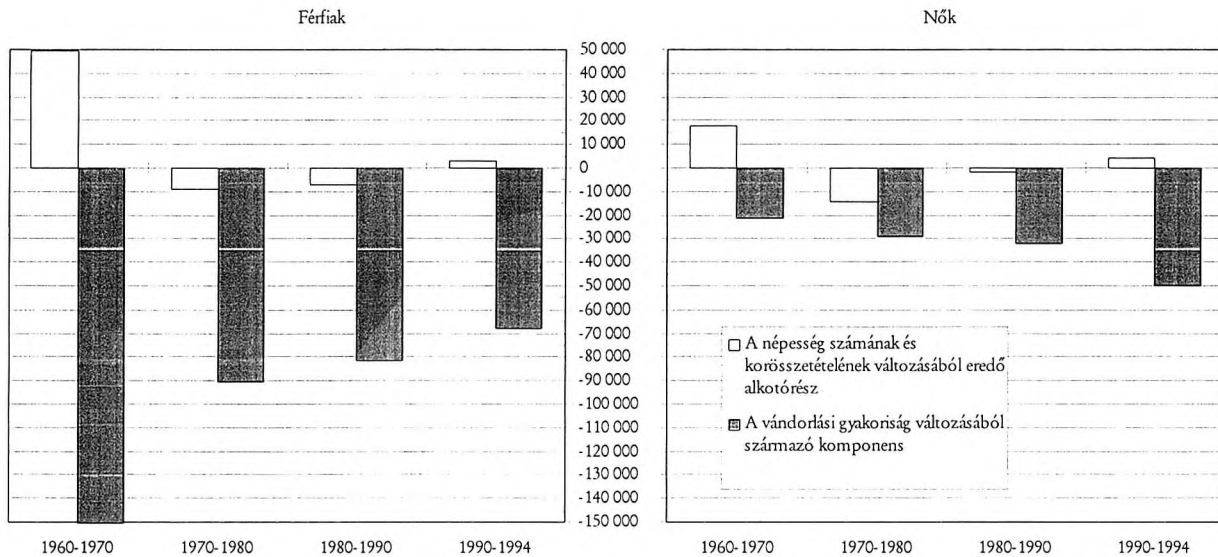 Férfiak
Nők
50 000
40 000
30 000
20 000
10 000
0
-10 000
-20 000
-30 000
-40 000
-50 000
-60 000
-70 000
-80 000
-90 000
-100 000
-110 000
-120 000
-130 000
-140 000
-150 000
A népesség számának és
korösszetételének változásából eredő
alkotórész
A vándorlási gyakoriság változásából
származó komponens
1960-1970 1970-1980 1980-1990 1990-1994
1960-1970 1970-1980 1980-1990 1990-1994